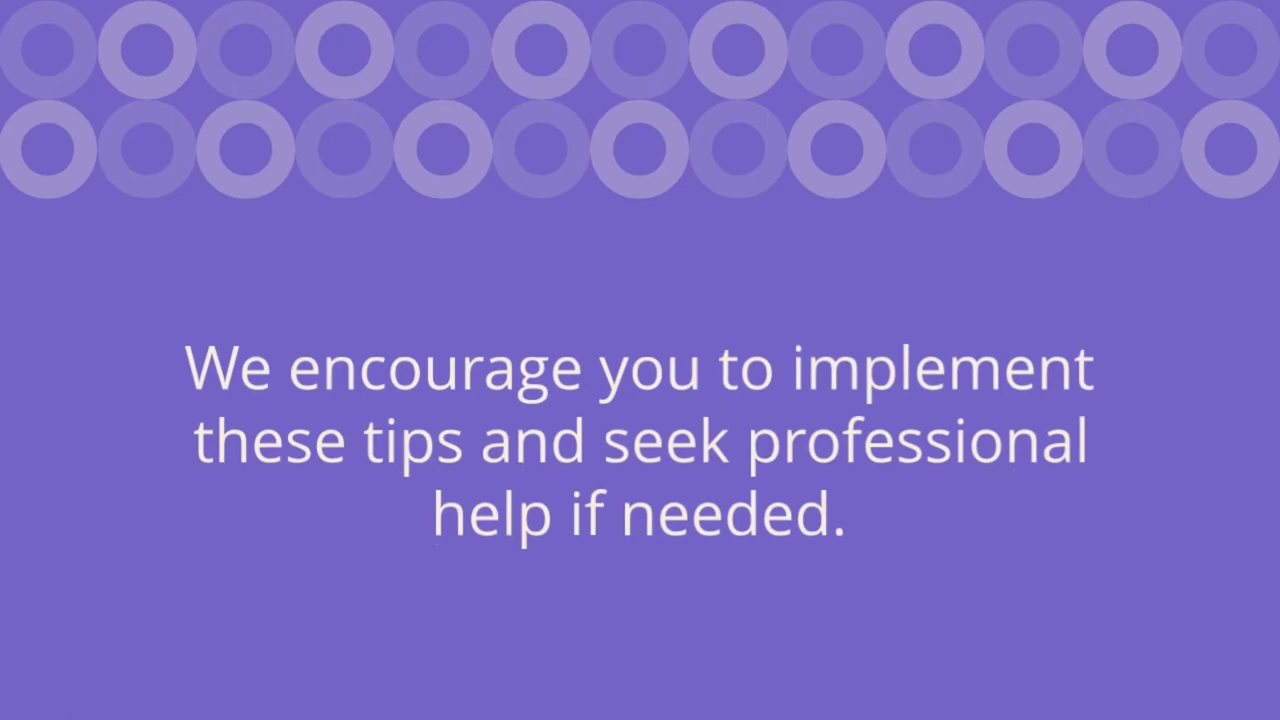 We encourage you to implement
these tips and seek professional
help if needed.